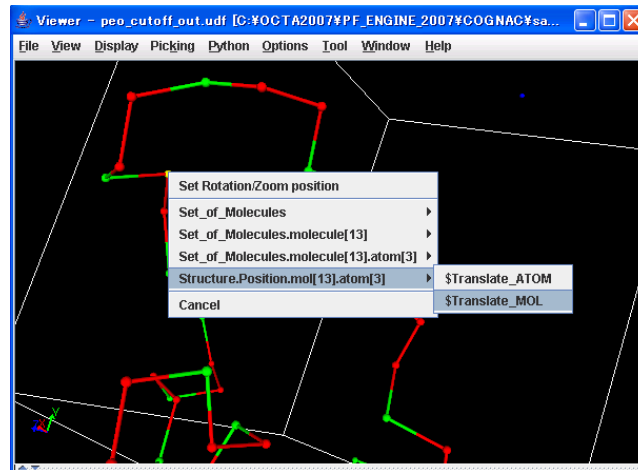 Viewer - peo_cutoff_out.udf [C:¥OCTA2007¥PF_ENGINE_2007¥COGNAC¥sa...
File View Display Picking Python Options Tool Window Help
Set Rotation/Zoom position
Set_of_Molecules
Set_of_Molecules.molecule[13]
Set_of_Molecules.molecule[13].atom[3]
Structure.Position.mol[13].atom[3]
$Translate_ATOM
$Translate_MOL
Cancel